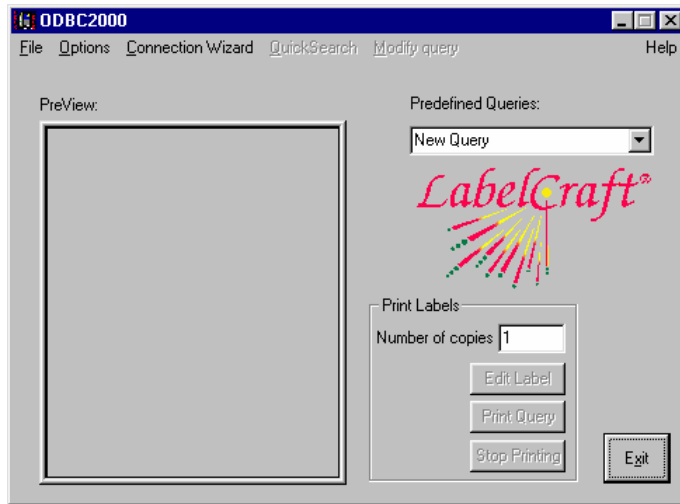 ODBC2000
File Options Connection Wizard QuickSearch Modify query Help
PreView:
Predefined Queries:
New Query
LabelCraft®
Print Labels
Number of copies 1
Edit Label
Print Query
Stop Printing
Exit